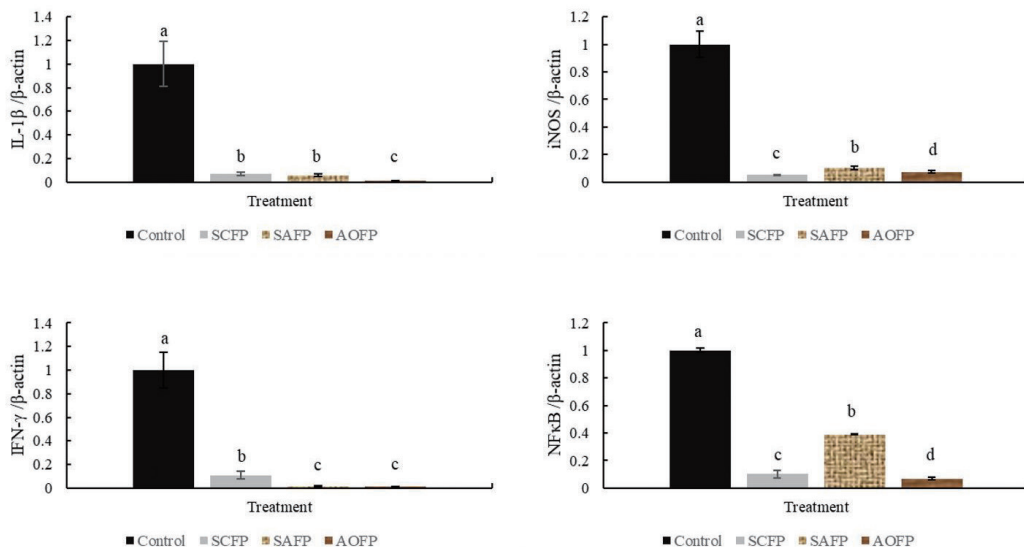 1.4
1.2
1
0.8
0.6
0.4
0.2
0
IL-1β /β-actin
a
b
b
c
Treatment
Control SCFP SAFP AOFP
1.2
1
0.8
0.6
0.4
0.2
0
iNOS /β-actin
a
c
b
d
Treatment
Control SCFP SAFP AOFP
1.4
1.2
1
0.8
0.6
0.4
0.2
0
IFN-γ /β-actin
a
b
c
c
Treatment
Control SCFP SAFP AOFP
1.2
1
0.8
0.6
0.4
0.2
0
NFκB /β-actin
a
c
b
d
Treatment
Control SCFP SAFP AOFP